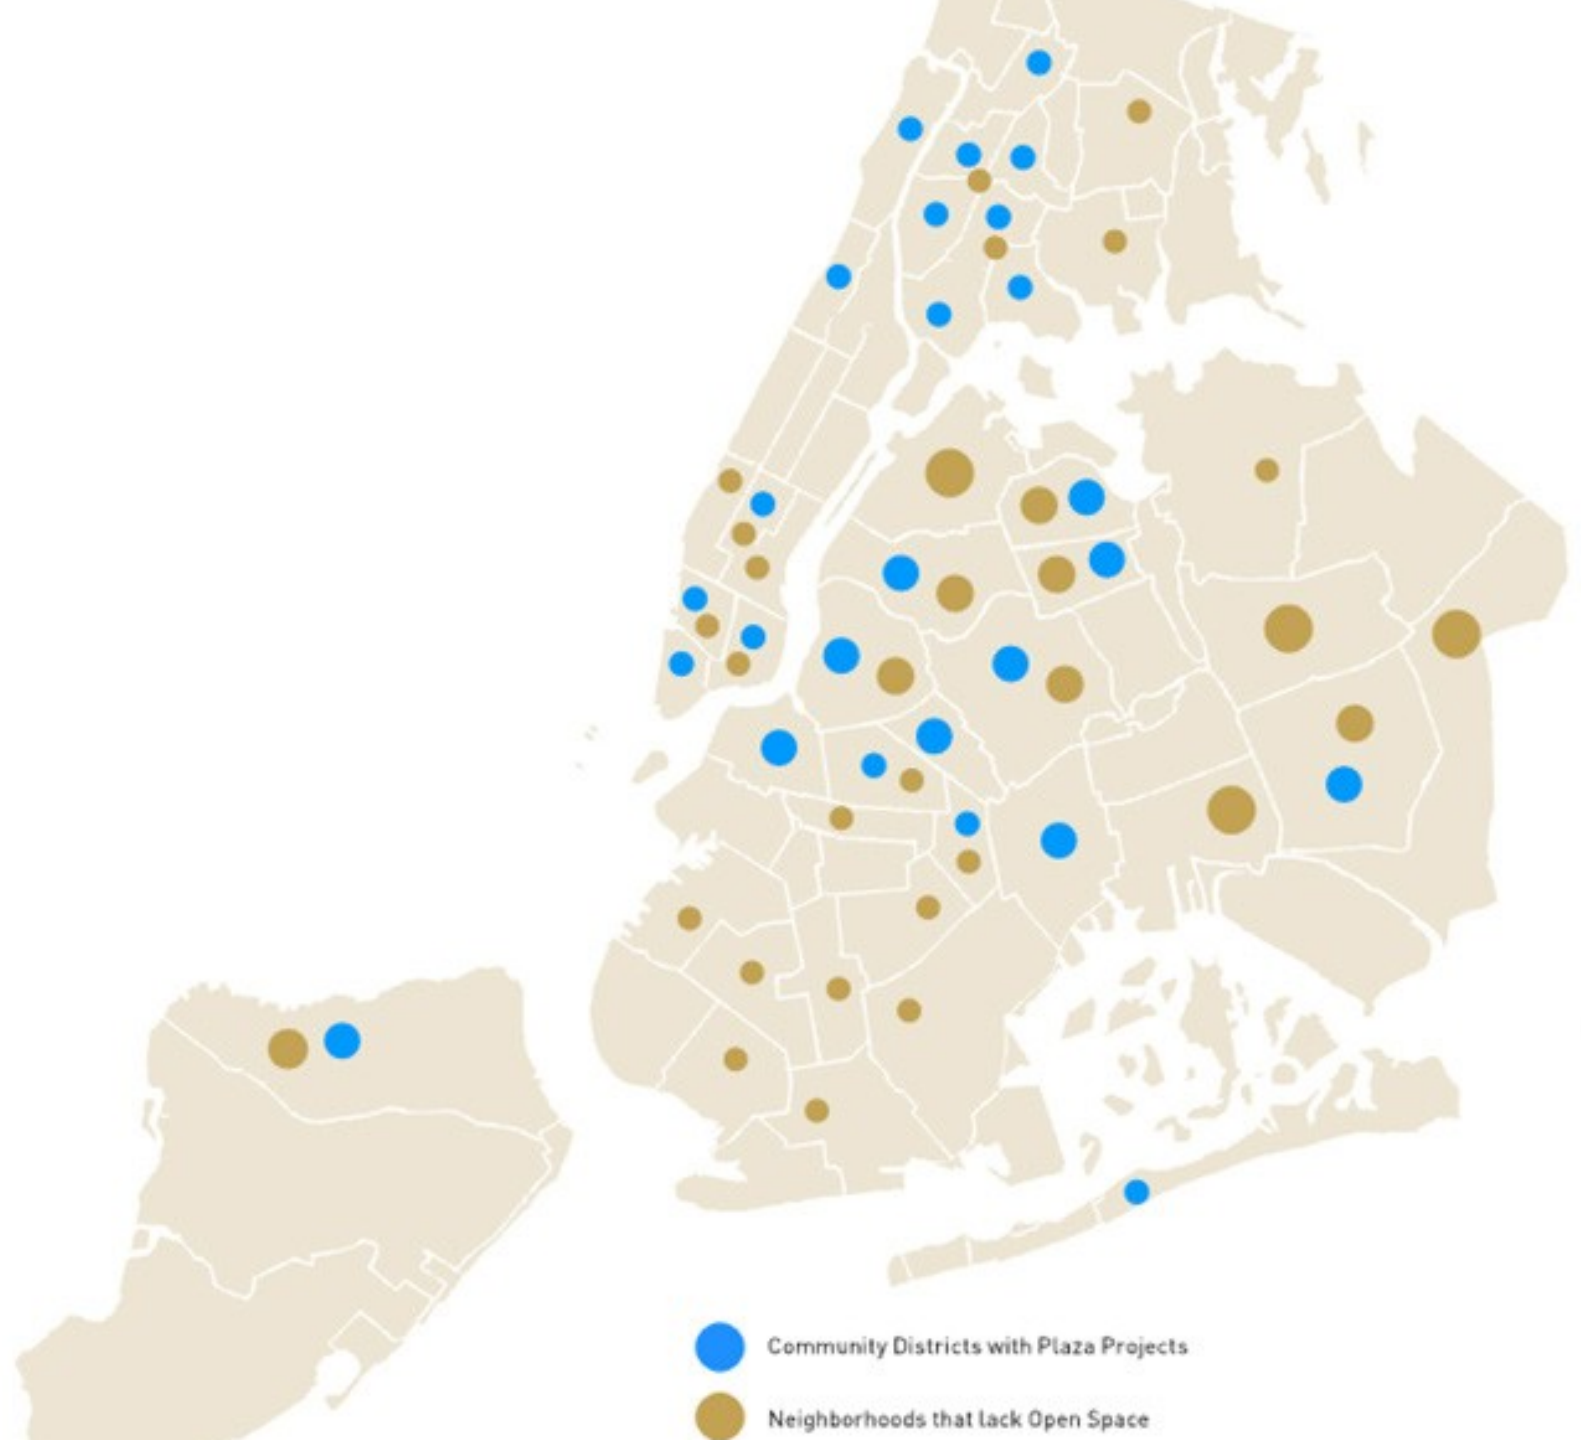 Community Districts with Plaza Projects
Neighborhoods that lack Open Space